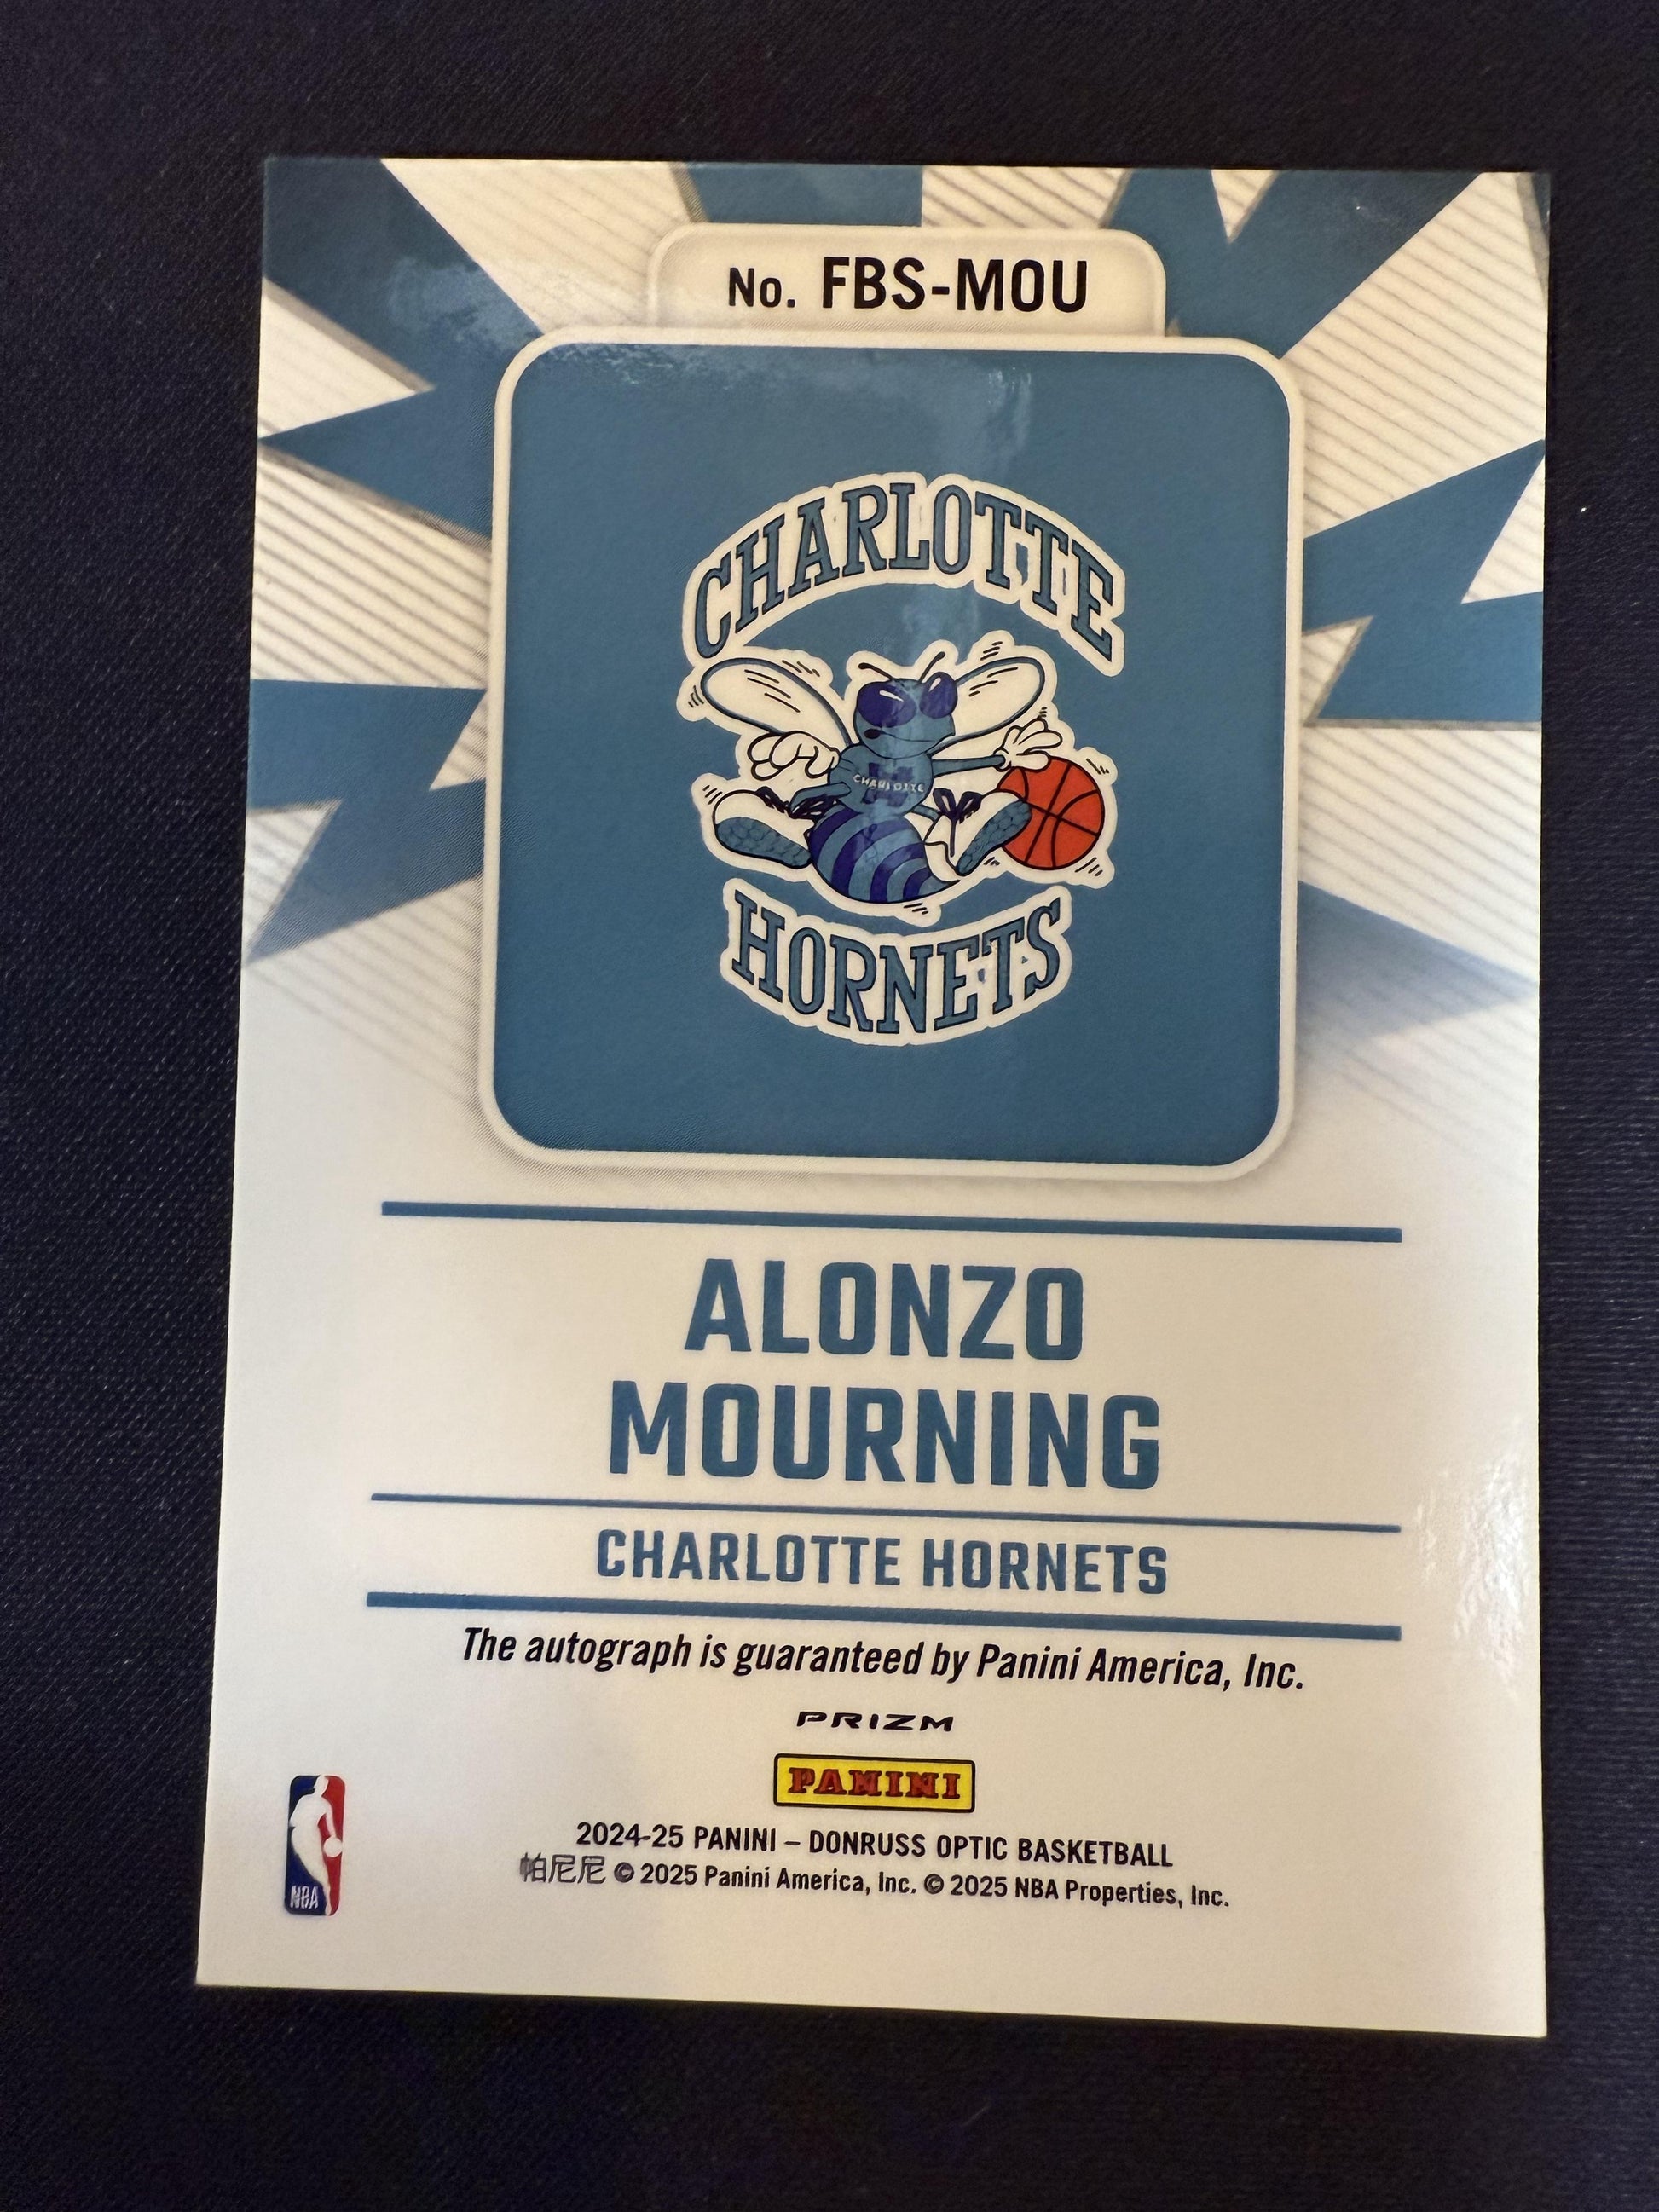 No. FBS-MOU
CHARLOTTE
CHARLOTTE
HORNETS
ALONZO
MOURNING
CHARLOTTE HORNETS
The autograph is guaranteed by Panini America, Inc.
PRIZM
PANINI
NBA
2024-25 PANINI – DONRUSS OPTIC BASKETBALL
帕尼尼 © 2025 Panini America, Inc. © 2025 NBA Properties, Inc.